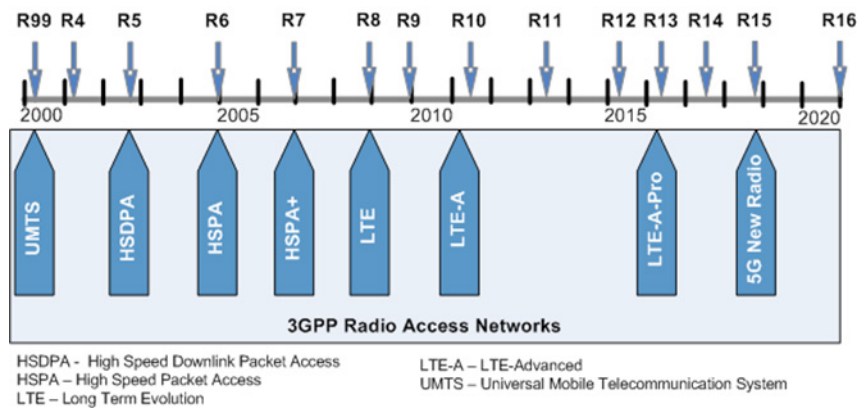 R99 R4 R5 R6 R7 R8 R9 R10 R11 R12 R13 R14 R15 R16
2000 2005 2010 2015 2020
UMTS
HSDPA
HSPA
HSPA+
LTE
LTE-A
LTE-A-Pro
5G New Radio
3GPP Radio Access Networks
HSDPA - High Speed Downlink Packet Access
HSPA – High Speed Packet Access
LTE – Long Term Evolution
LTE-A – LTE-Advanced
UMTS – Universal Mobile Telecommunication System